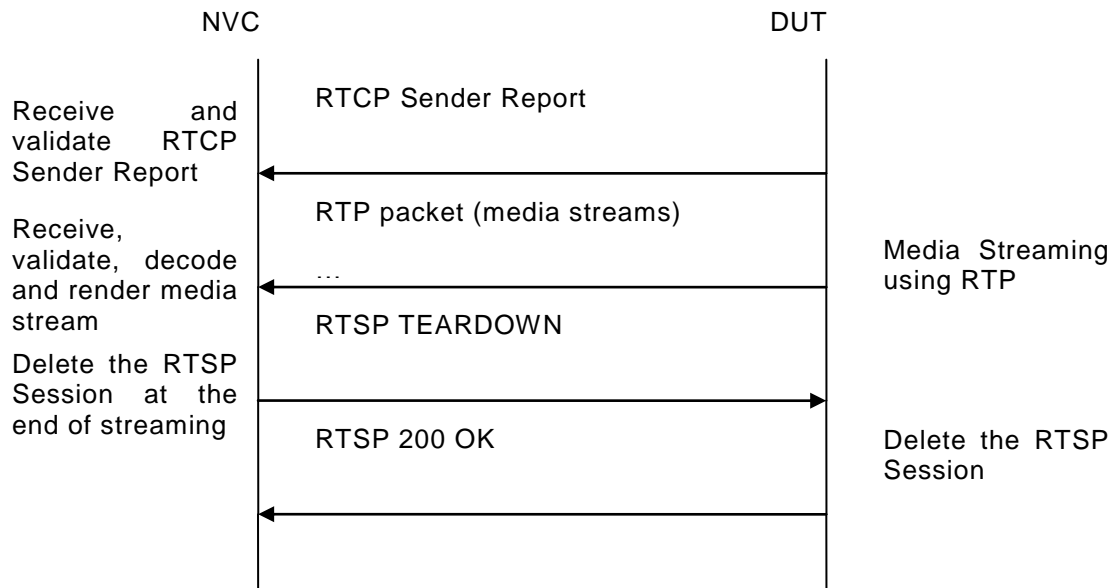 NVC
DUT
RTCP Sender Report
Receive and
validate RTCP
Sender Report
RTP packet (media streams)
Receive,
validate, decode
and render media
stream
…
Media Streaming
using RTP
RTSP TEARDOWN
Delete the RTSP
Session at the
end of streaming
RTSP 200 OK
Delete the RTSP
Session